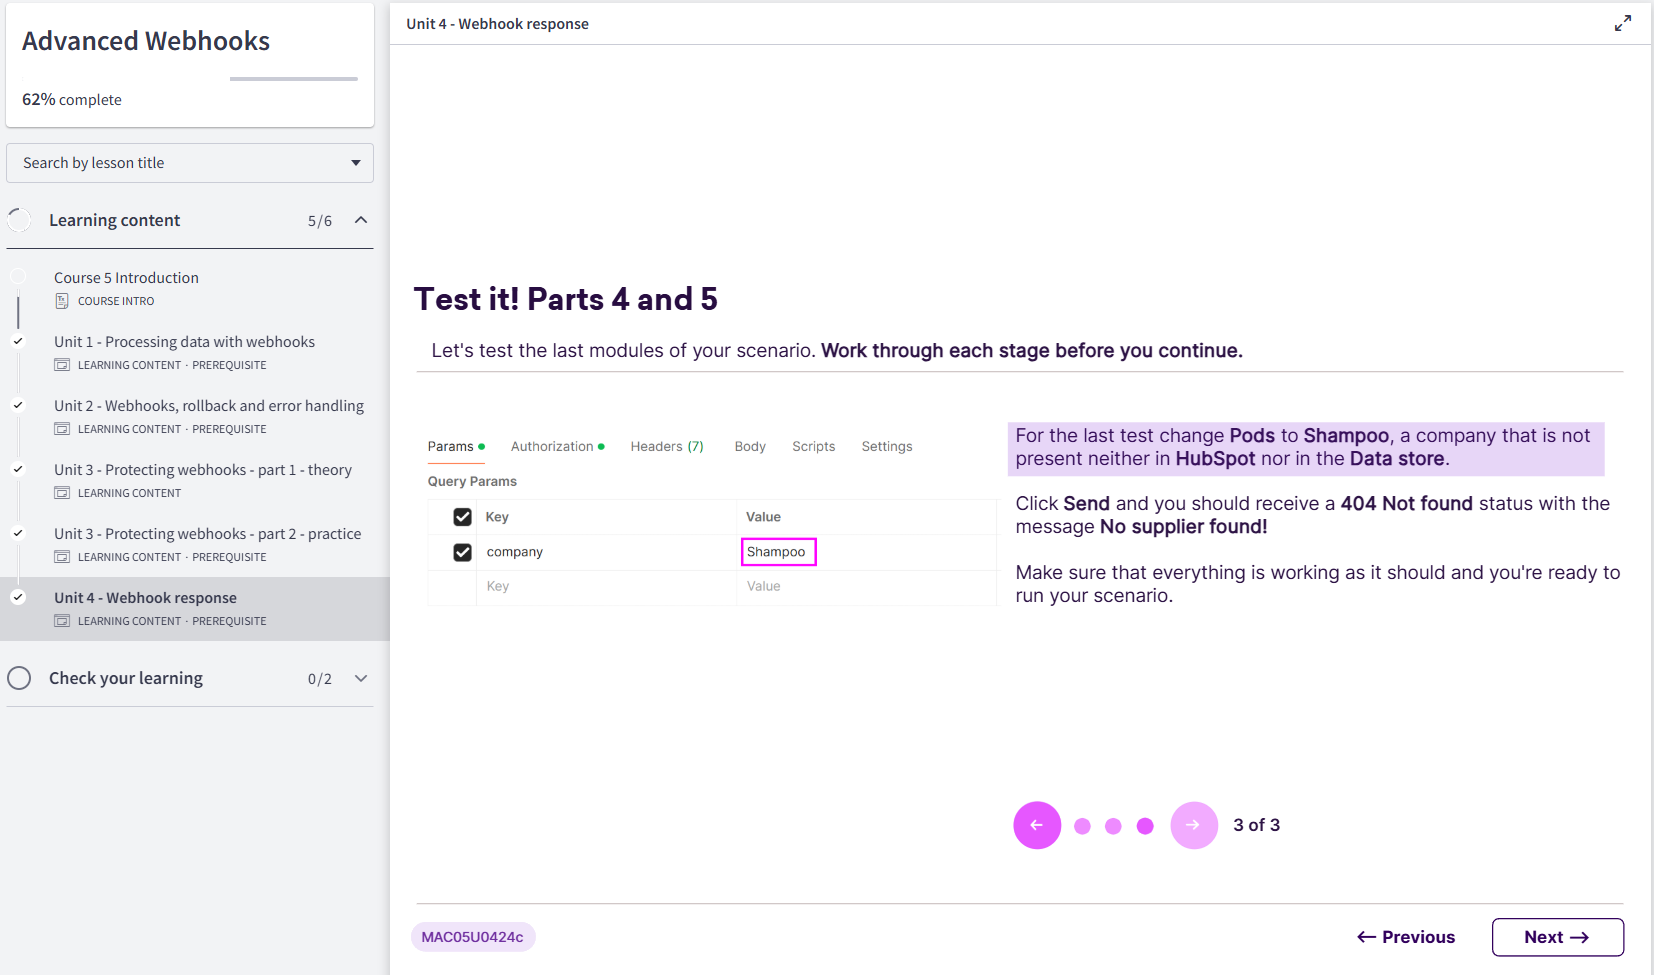 Advanced Webhooks
62% complete
Search by lesson title
Learning content 5/6
Course 5 Introduction
COURSE INTRO
Unit 1 - Processing data with webhooks
LEARNING CONTENT · PREREQUISITE
Unit 2 - Webhooks, rollback and error handling
LEARNING CONTENT · PREREQUISITE
Unit 3 - Protecting webhooks - part 1 - theory
LEARNING CONTENT
Unit 3 - Protecting webhooks - part 2 - practice
LEARNING CONTENT · PREREQUISITE
Unit 4 - Webhook response
LEARNING CONTENT · PREREQUISITE
Check your learning 0/2
Unit 4 - Webhook response
Test it! Parts 4 and 5
Let's test the last modules of your scenario. Work through each stage before you continue.
Params Authorization Headers (7) Body Scripts Settings
Query Params
Key Value
company Shampoo
Key Value
For the last test change Pods to Shampoo, a company that is not
present neither in HubSpot nor in the Data store.
Click Send and you should receive a 404 Not found status with the
message No supplier found!
Make sure that everything is working as it should and you're ready to
run your scenario.
← → 3 of 3
MAC05U0424c
← Previous
Next →